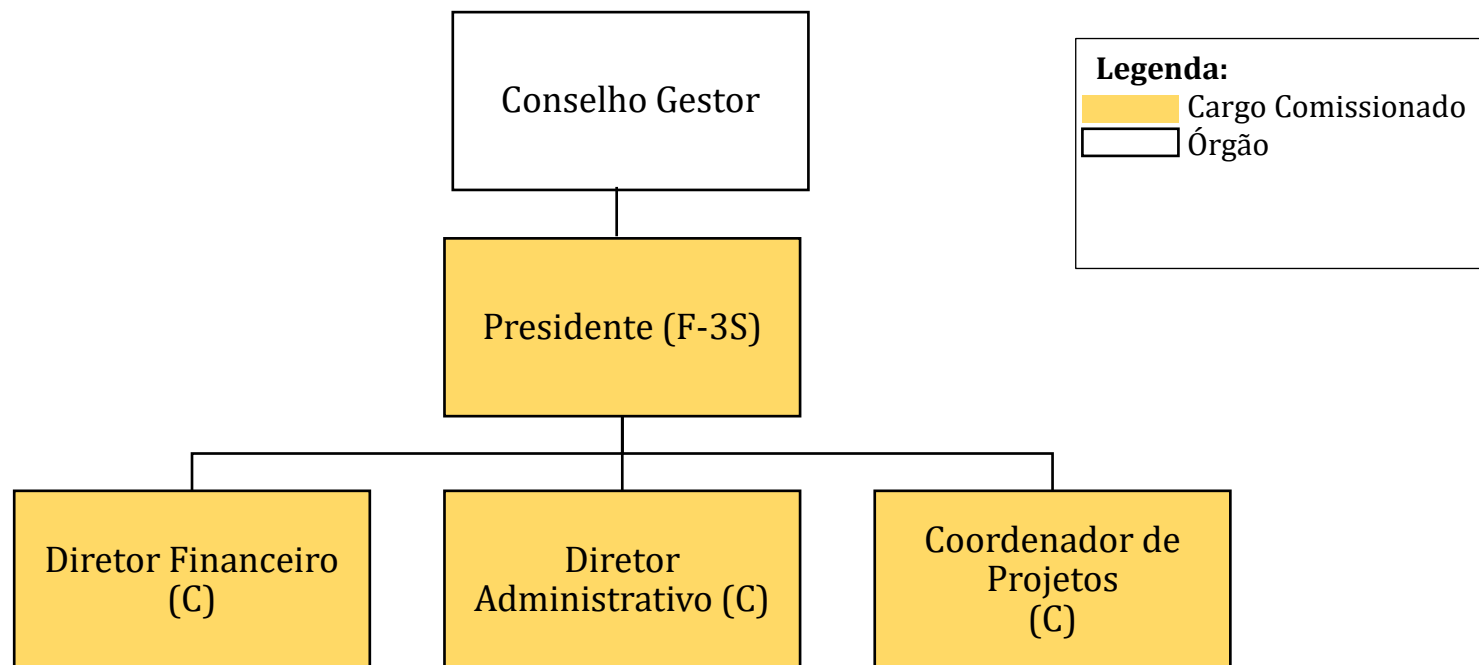 Conselho Gestor
Legenda:
Cargo Comissionado
Órgão
Presidente (F-3S)
Diretor Financeiro
(C)
Diretor
Administrativo (C)
Coordenador de
Projetos
(C)